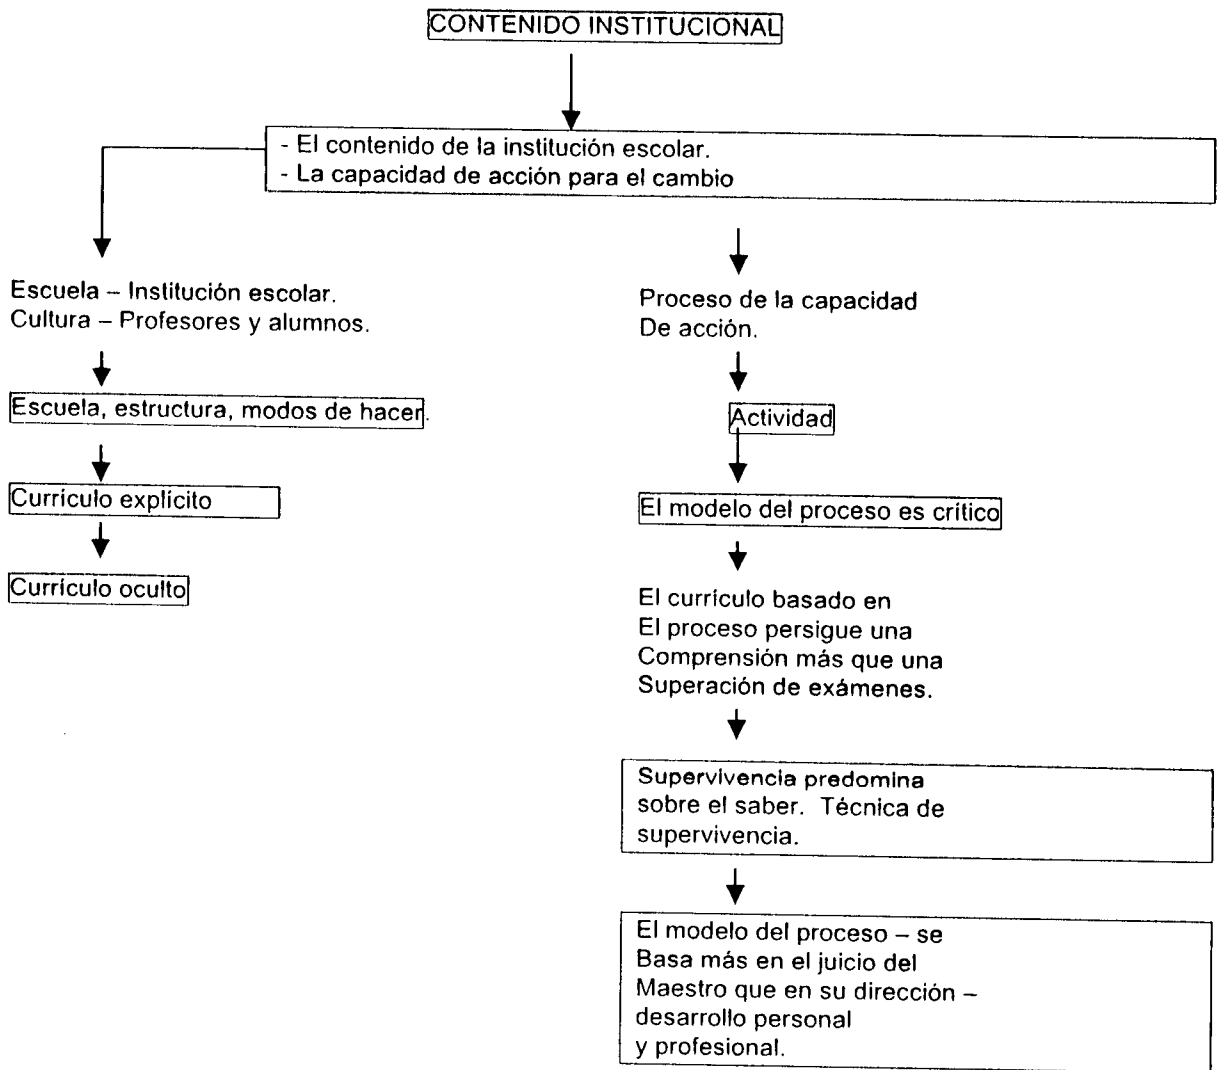 CONTENIDO INSTITUCIONAL
- El contenido de la institución escolar.
- La capacidad de acción para el cambio
Escuela – Institución escolar.
Cultura – Profesores y alumnos.
Escuela, estructura, modos de hacer.
Currículo explícito
Currículo oculto
Proceso de la capacidad
De acción.
Actividad
El modelo del proceso es crítico
El currículo basado en
El proceso persigue una
Comprensión más que una
Superación de exámenes.
Supervivencia predomina
sobre el saber. Técnica de
supervivencia.
El modelo del proceso – se
Basa más en el juicio del
Maestro que en su dirección –
desarrollo personal
y profesional.